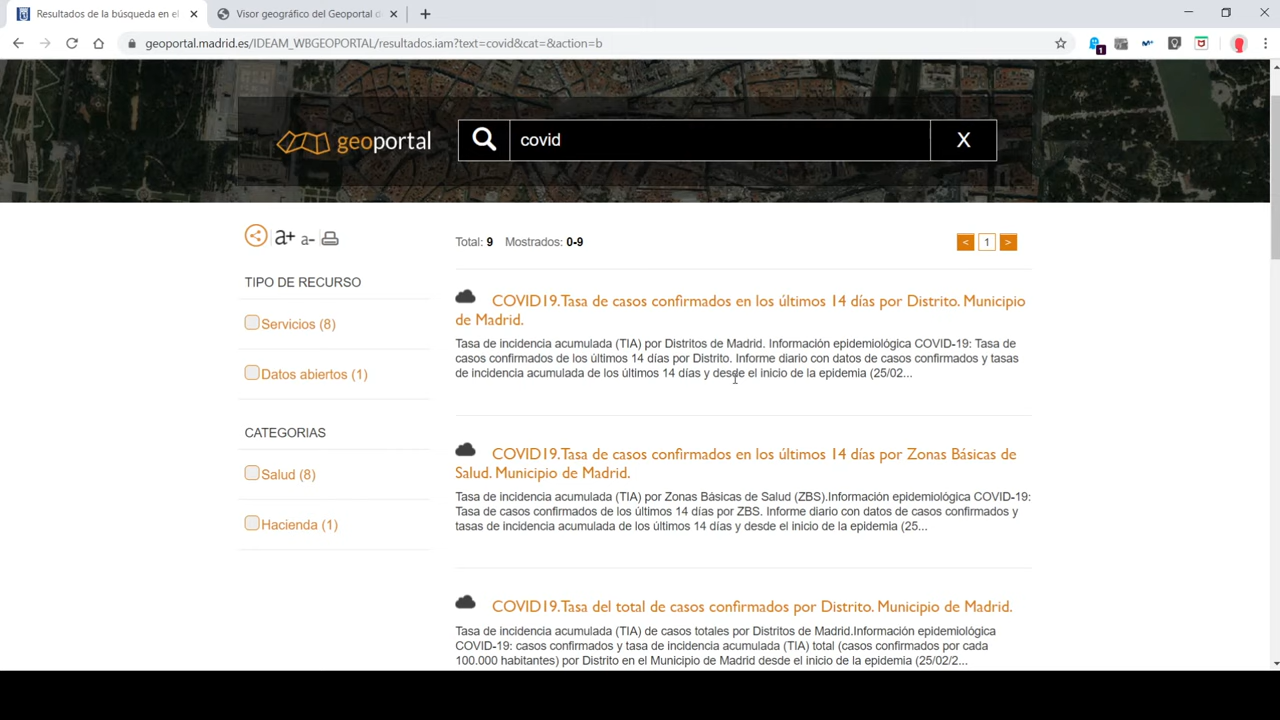 Resultados de la búsqueda en el
Visor geográfico del Geoportal d
geoportal.madrid.es/IDEAM_WBGEOPORTAL/resultados.iam?text=covid&cat=&action=b
1
geoportal
covid
X
a+ a-
Total: 9 Mostrados: 0-9
< 1 >
TIPO DE RECURSO
Servicios (8)
Datos abiertos (1)
CATEGORIAS
Salud (8)
Hacienda (1)
COVID19.Tasa de casos confirmados en los últimos 14 días por Distrito. Municipio
de Madrid.
Tasa de incidencia acumulada (TIA) por Distritos de Madrid. Información epidemiológica COVID-19: Tasa de
casos confirmados de los últimos 14 días por Distrito. Informe diario con datos de casos confirmados y tasas
de incidencia acumulada de los últimos 14 días y desde el inicio de la epidemia (25/02...
COVID19.Tasa de casos confirmados en los últimos 14 días por Zonas Básicas de
Salud. Municipio de Madrid.
Tasa de incidencia acumulada (TIA) por Zonas Básicas de Salud (ZBS).Información epidemiológica COVID-19:
Tasa de casos confirmados de los últimos 14 días por ZBS. Informe diario con datos de casos confirmados y
tasas de incidencia acumulada de los últimos 14 días y desde el inicio de la epidemia (25...
COVID19.Tasa del total de casos confirmados por Distrito. Municipio de Madrid.
Tasa de incidencia acumulada (TIA) de casos totales por Distritos de Madrid.Información epidemiológica
COVID-19: casos confirmados y tasa de incidencia acumulada (TIA) total (casos confirmados por cada
100.000 habitantes) por Distrito en el Municipio de Madrid desde el inicio de la epidemia (25/02/2...